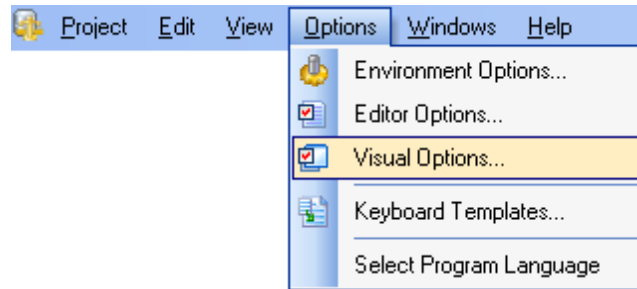 Project Edit View Options Windows Help
Environment Options...
Editor Options...
Visual Options...
Keyboard Templates...
Select Program Language